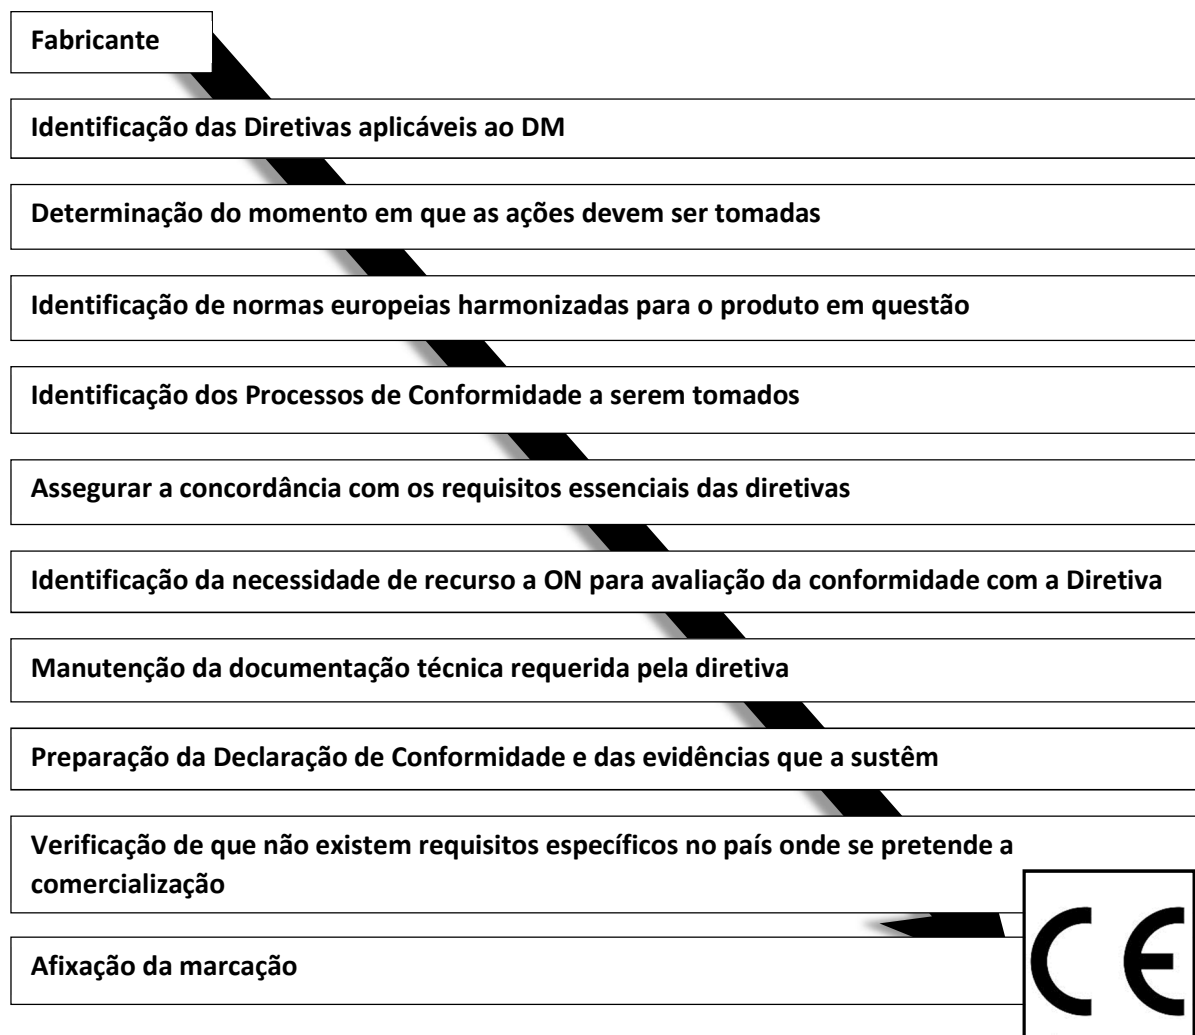 Fabricante
Identificação das Diretivas aplicáveis ao DM
Determinação do momento em que as ações devem ser tomadas
Identificação de normas europeias harmonizadas para o produto em questão
Identificação dos Processos de Conformidade a serem tomados
Assegurar a concordância com os requisitos essenciais das diretivas
Identificação da necessidade de recurso a ON para avaliação da conformidade com a Diretiva
Manutenção da documentação técnica requerida pela diretiva
Preparação da Declaração de Conformidade e das evidências que a sustêm
Verificação de que não existem requisitos específicos no país onde se pretende a
comercialização
Afixação da marcação
CE